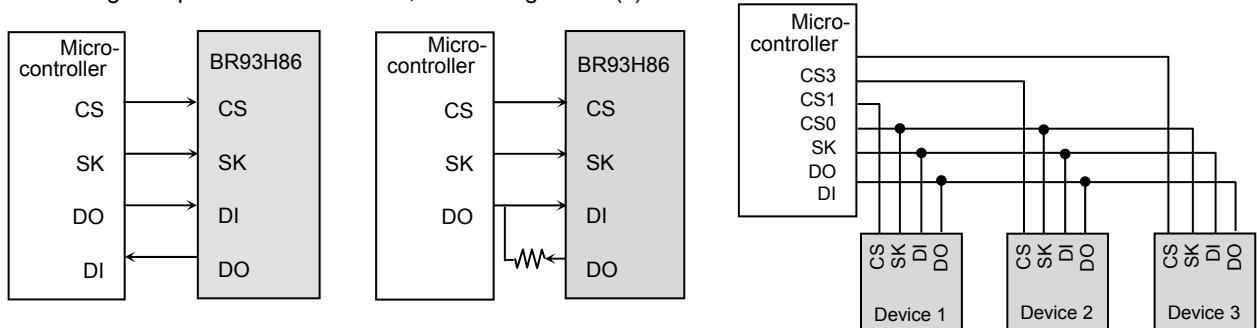 Micro-
controller
CS
SK
DO
DI
BR93H86
CS
SK
DI
DO
Micro-
controller
CS
SK
DO
BR93H86
CS
SK
DI
DO
Micro-
controller
CS3
CS1
CS0
SK
DO
DI
CS
SK
DI
DO
Device 1
CS
SK
DI
DO
Device 2
CS
SK
DI
DO
Device 3